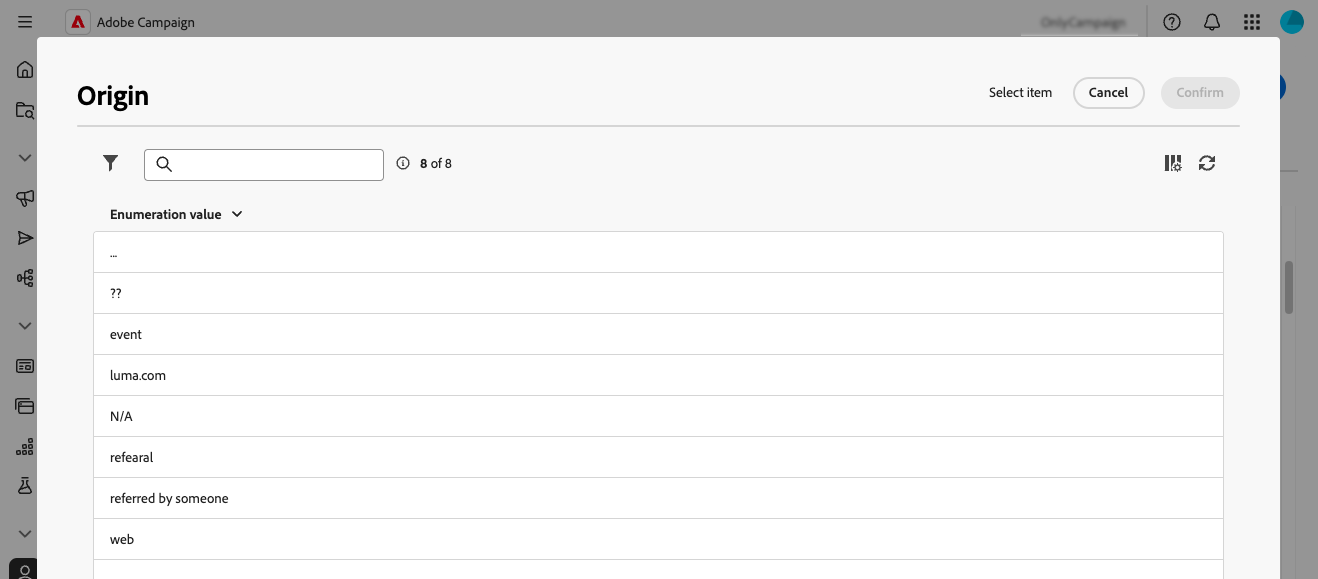 Adobe Campaign
Origin
Select item
Cancel
Confirm
8 of 8
Enumeration value
...
??
event
luma.com
N/A
refearal
referred by someone
web